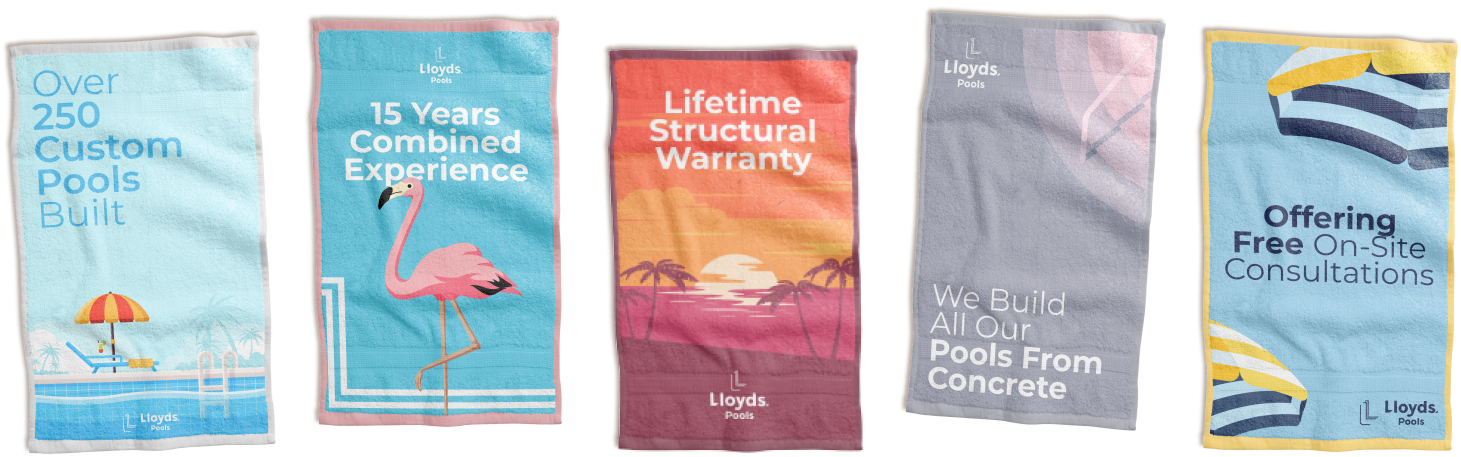 Over
250
Custom
Pools
Built
Lloyds.
Pools
Lloyds.
Pools
15 Years
Combined
Experience
Lifetime
Structural
Warranty
Lloyds.
Pools
Lloyds.
Pools
We Build
All Our
Pools From
Concrete
Offering
Free On-Site
Consultations
Lloyds.
Pools